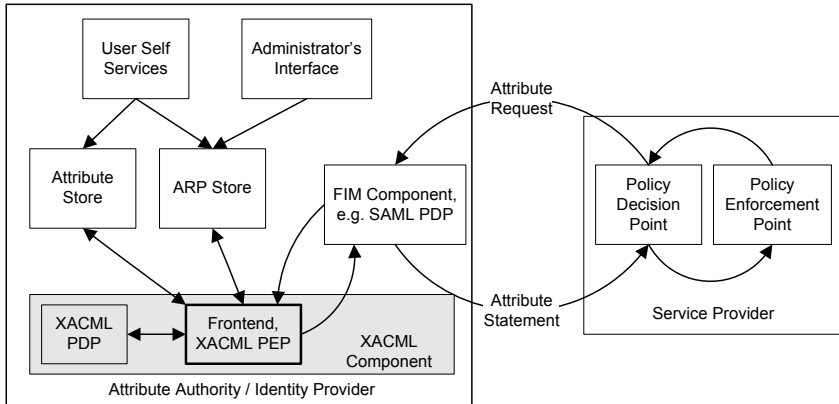 User Self
Services
Administrator's
Interface
Attribute
Request
Attribute
Store
ARP Store
FIM Component,
e.g. SAML PDP
Policy
Decision
Point
Policy
Enforcement
Point
Attribute
Statement
Service Provider
XACML
PDP
Frontend,
XACML PEP
XACML
Component
Attribute Authority / Identity Provider